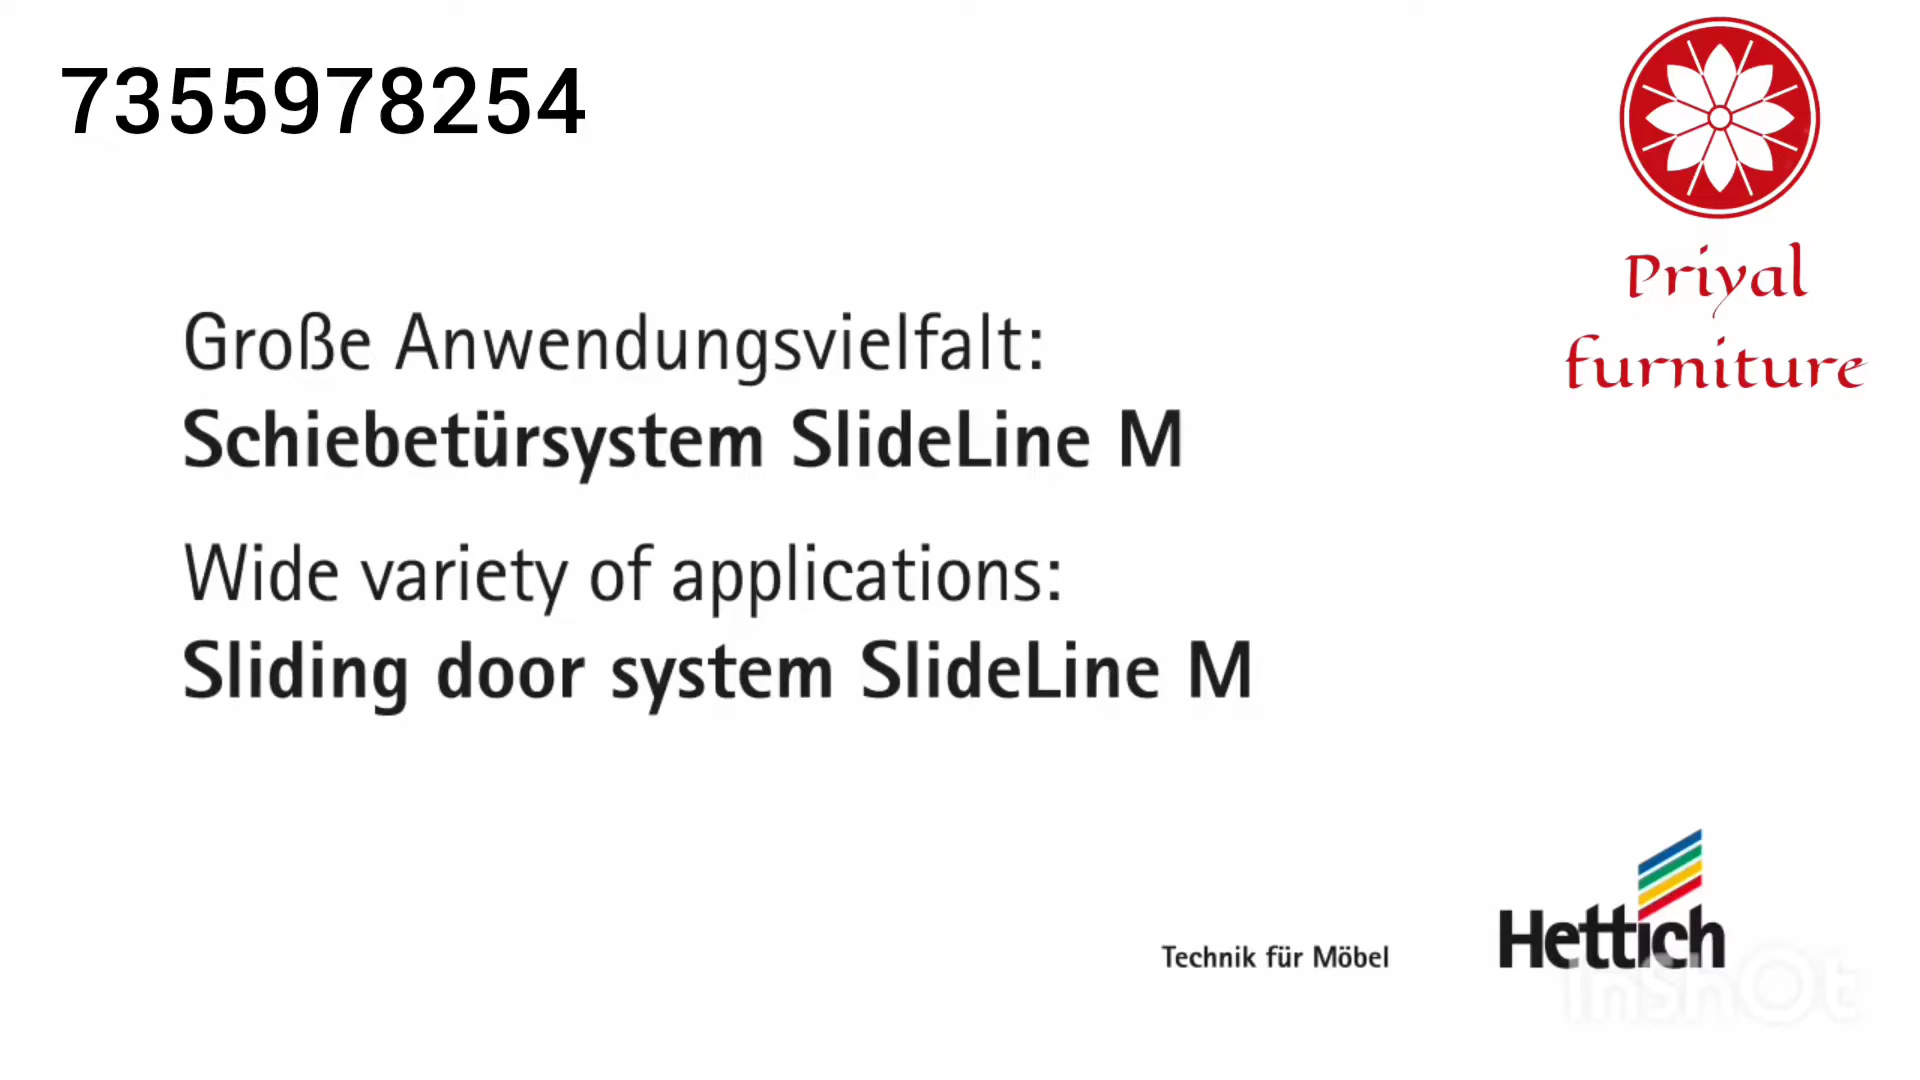 7355978254
Priyal
furniture
Große Anwendungsvielfalt:
Schiebetürsystem SlideLine M
Wide variety of applications:
Sliding door system SlideLine M
Technik für Möbel
Hettich
InShOt